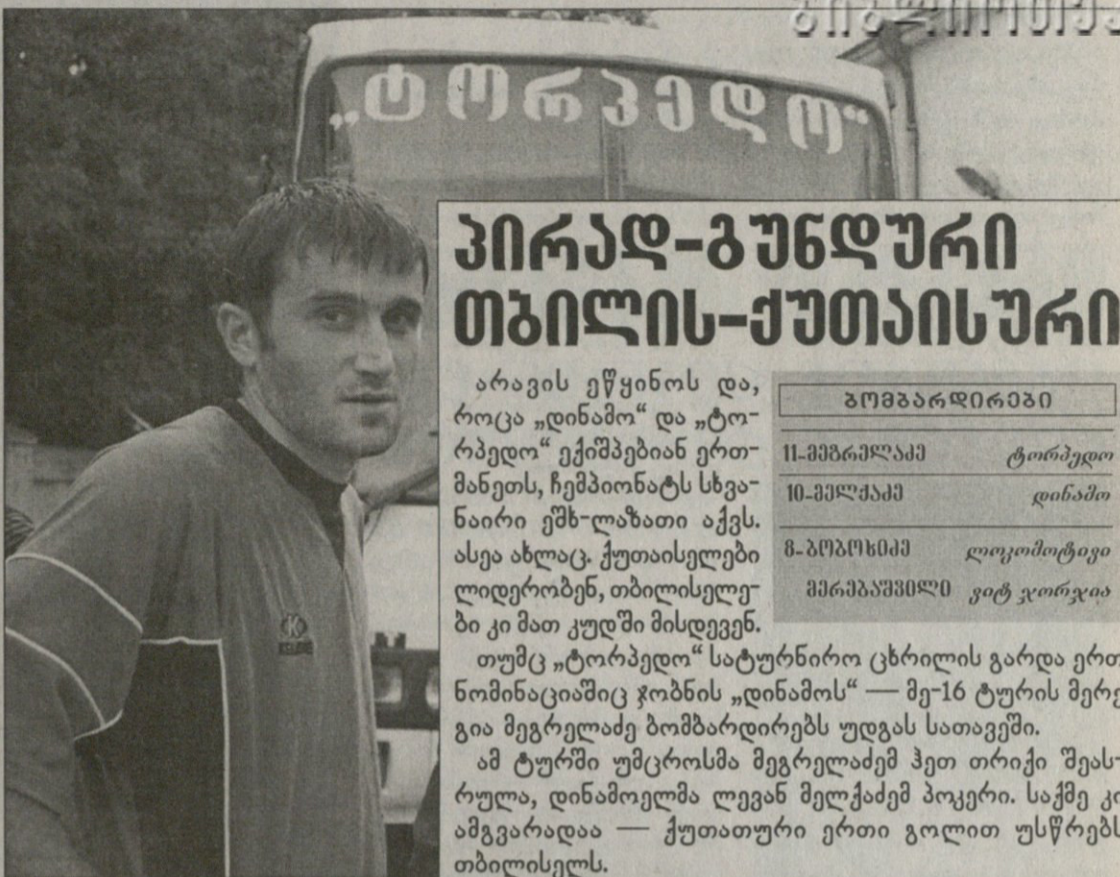 ბიბლიოთეკ
„ტორპედო“
პირად-გუნდური
თბილის-ქუთაისური
არავის ეწყინოს და,
როცა „დინამო“ და „ტო-
რპედო“ ექიშპებიან ერთ-
მანეთს, ჩემპიონატს სხვა-
ნაირი ეშხ-ლაზათი აქვს.
ასეა ახლაც. ქუთაისელები
ლიდერობენ, თბილისელე-
ბი კი მათ კუდში მისდევენ.
ბომბარდირები
11-მეგრელაძე ტორპედო
10-მელქაძე დინამო
8-ბობოხიძე ლოკომოტივი
მერებაშვილი ვიტ ჯორჯია
თუმც „ტორპედო“ სატურნირო ცხრილის გარდა ერთ
ნომინაციაშიც ჯობნის „დინამოს“ — მე-16 ტურის მერე
გია მეგრელაძე ბომბარდირებს უდგას სათავეში.
ამ ტურში უმცროსმა მეგრელაძემ ჰეთ თრიქი შეას-
რულა, დინამოელმა ლევან მელქაძემ პოკერი. საქმე კი
ამგვარადაა — ქუთათური ერთი გოლით უსწრებს
თბილისელს.